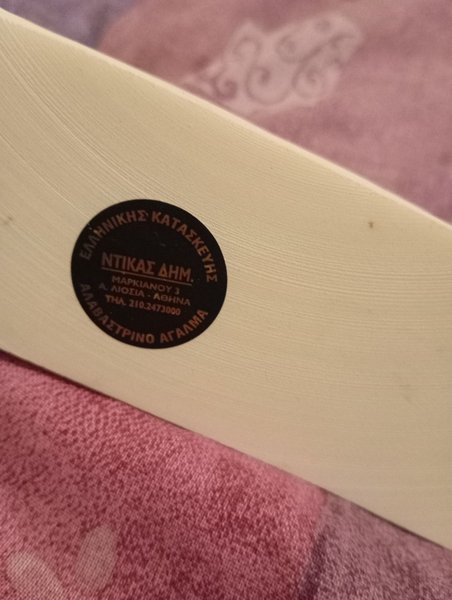 ΕΛΛΗΝΙΚΗΣ ΚΑΤΑΣΚΕΥΗΣ
ΝΤΙΚΑΣ ΔΗΜ.
ΜΑΡΚΙΑΝΟΥ 3
Α. ΛΙΟΣΙΑ - ΑΘΗΝΑ
ΤΗΛ. 210.2473000
ΑΛΑΒΑΣΤΡΙΝΟ ΑΓΑΛΜΑ